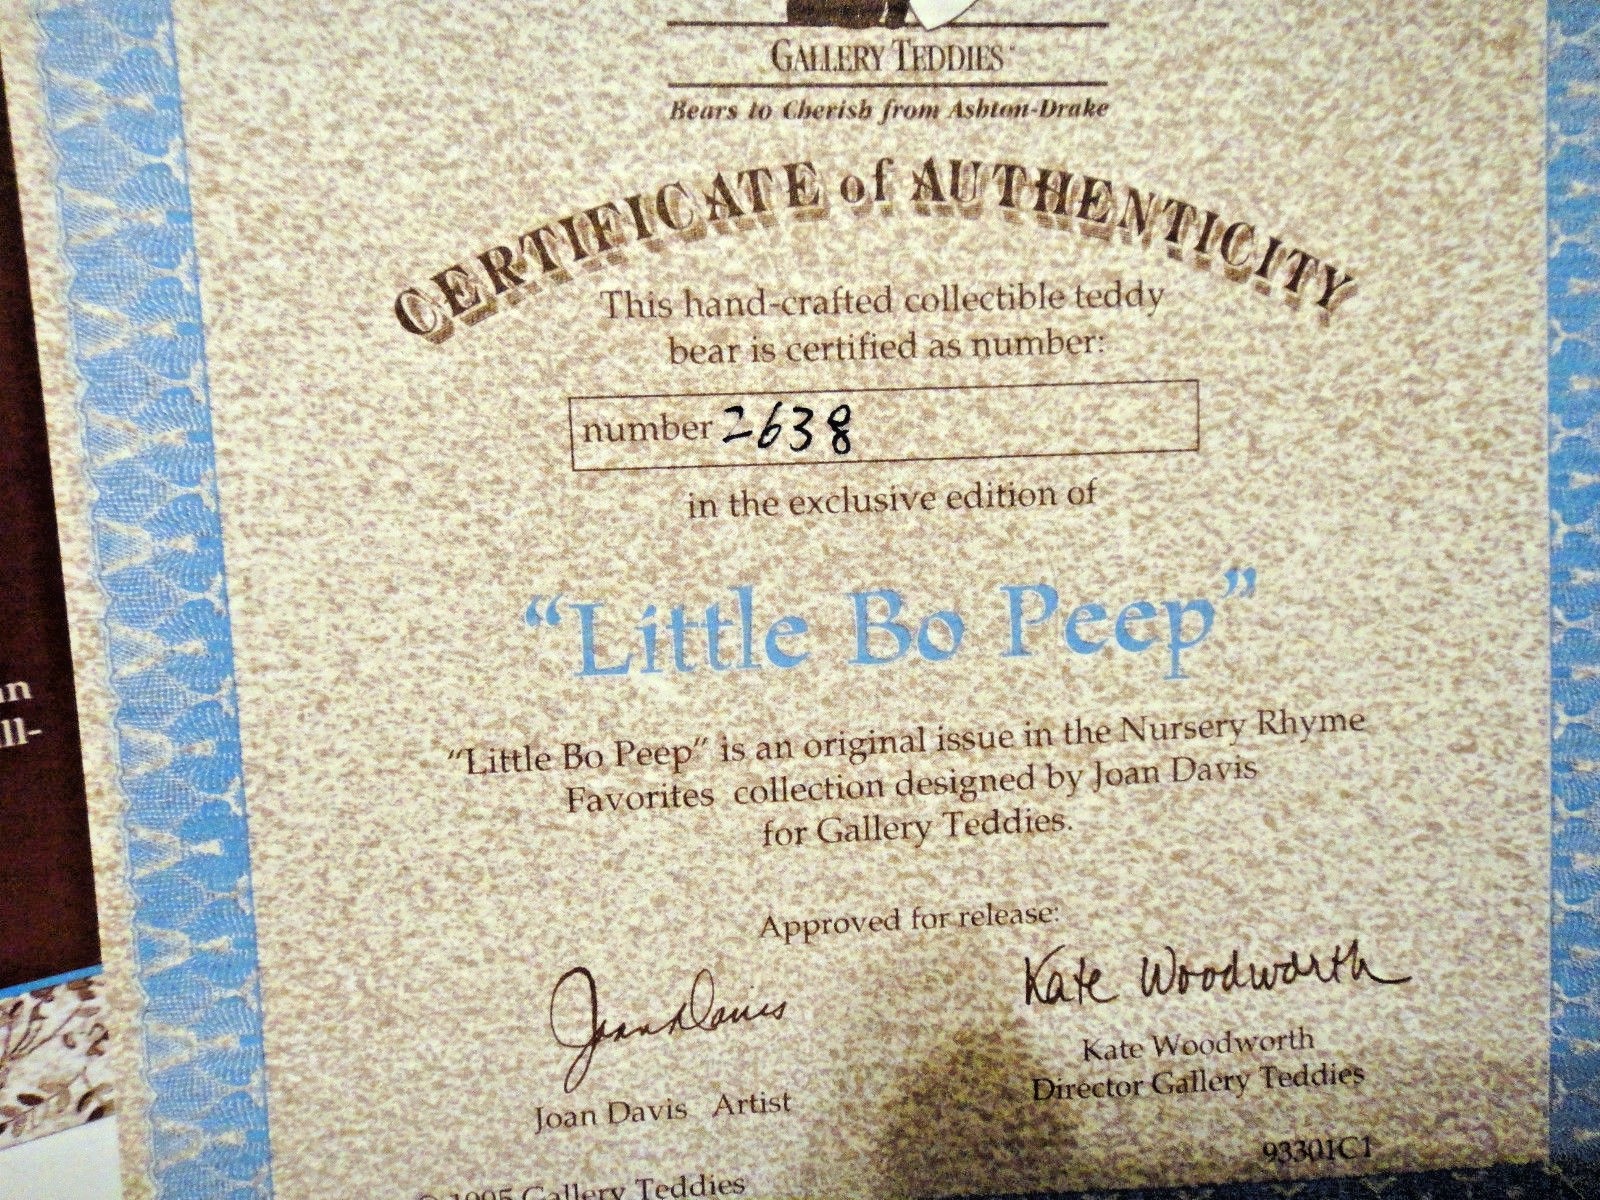 GALLERY TEDDIES
Bears to Cherish from Ashton-Drake
CERTIFICATE of AUTHENTICITY
This hand-crafted collectible teddy
bear is certified as number:
number 2638
in the exclusive edition of
"Little Bo Peep"
"Little Bo Peep" is an original issue in the Nursery Rhyme
Favorites collection designed by Joan Davis
for Gallery Teddies.
Approved for release:
Joan Davis
Kate Woodworth
Joan Davis Artist
Kate Woodworth
Director Gallery Teddies
93301C1
© 1995 Gallery Teddies